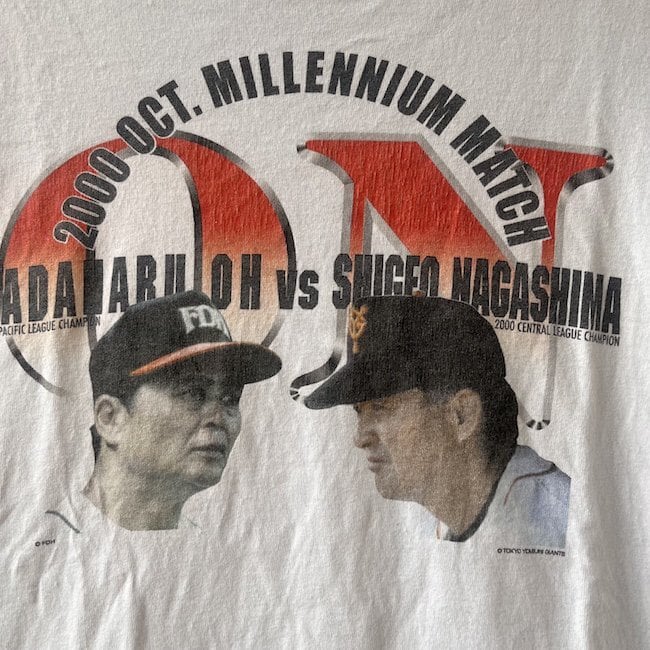 2000 OCT. MILLENNIUM MATCH
ON
ADAHARU OH vs SHIGEO NAGASHIMA
PACIFIC LEAGUE CHAMPION
2000 CENTRAL LEAGUE CHAMPION
FDH
YG
© FDH
© TOKYO YOMIURI GIANTS